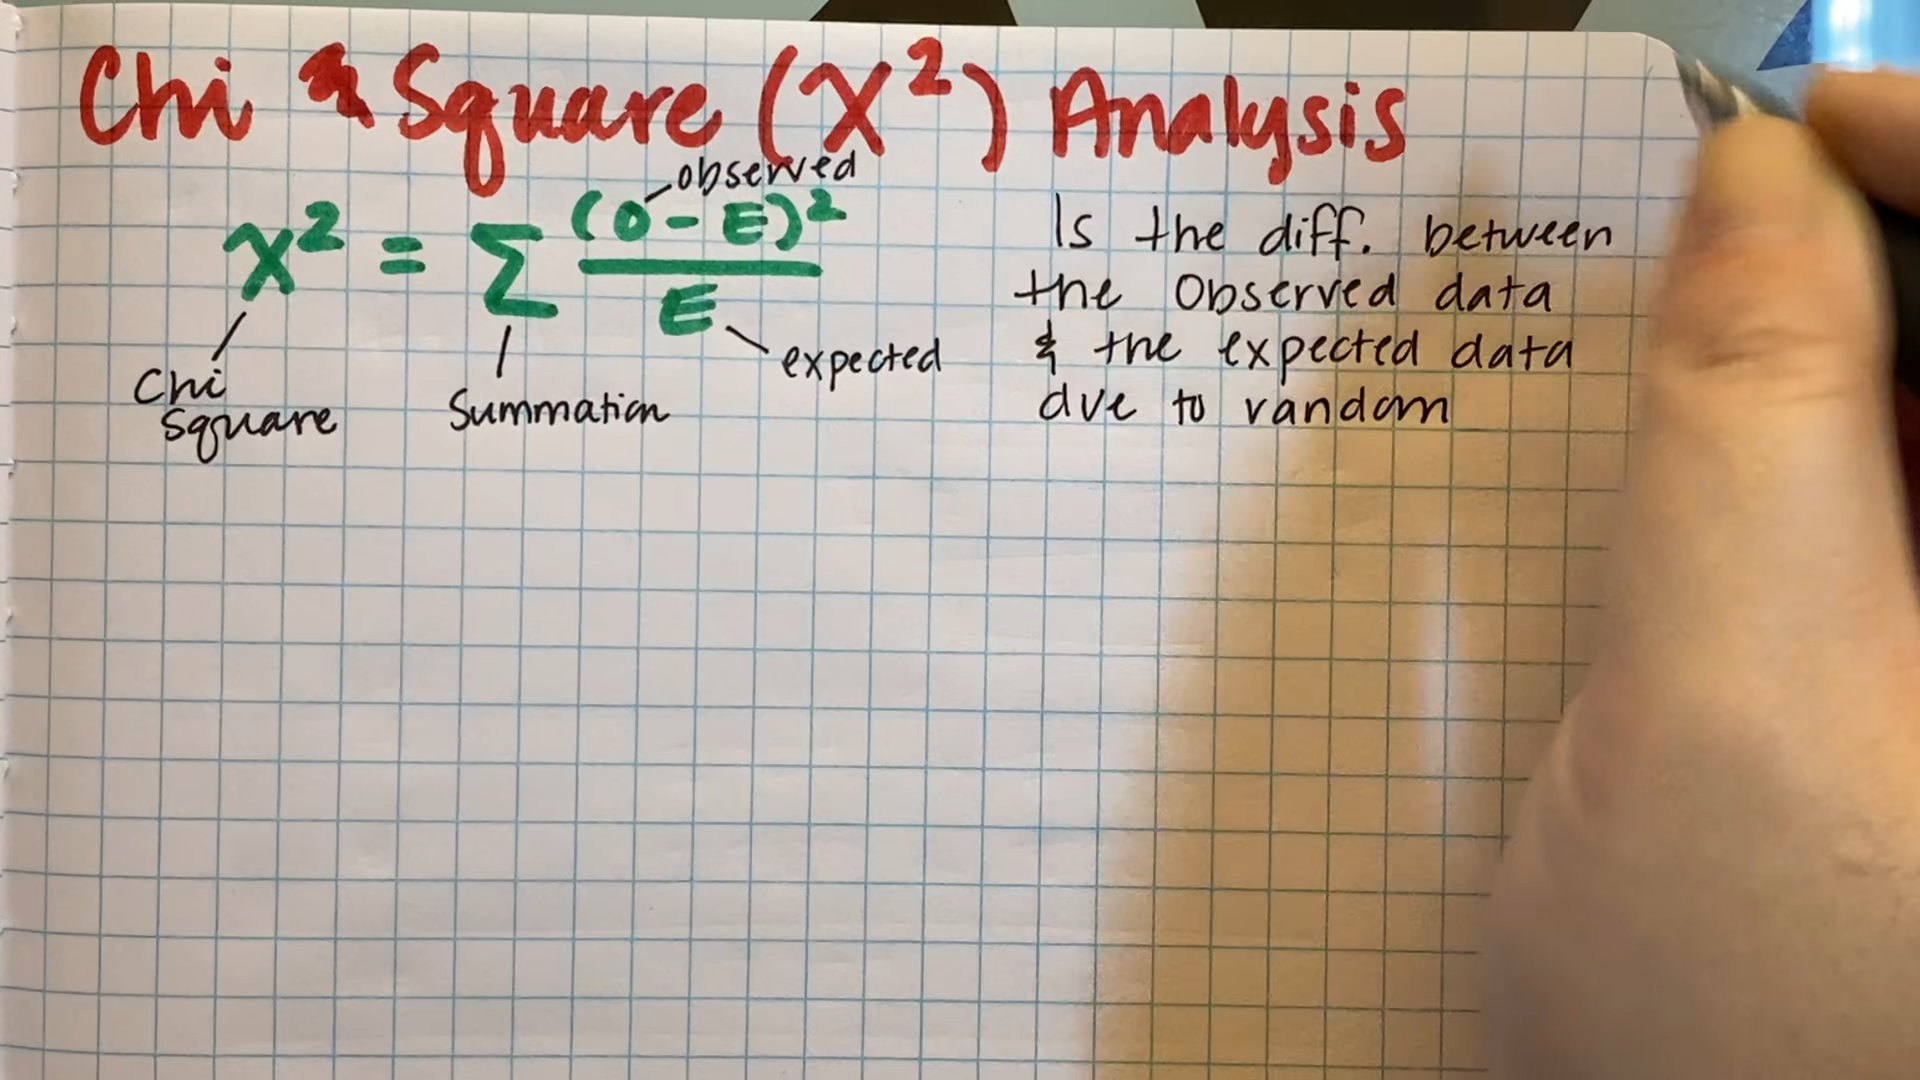 Chi Square (X²) Analysis
observed
χ² = Σ (O - E)² / E
expected
Chi
Square
Summation
Is the diff. between
the Observed data
& the expected data
due to random